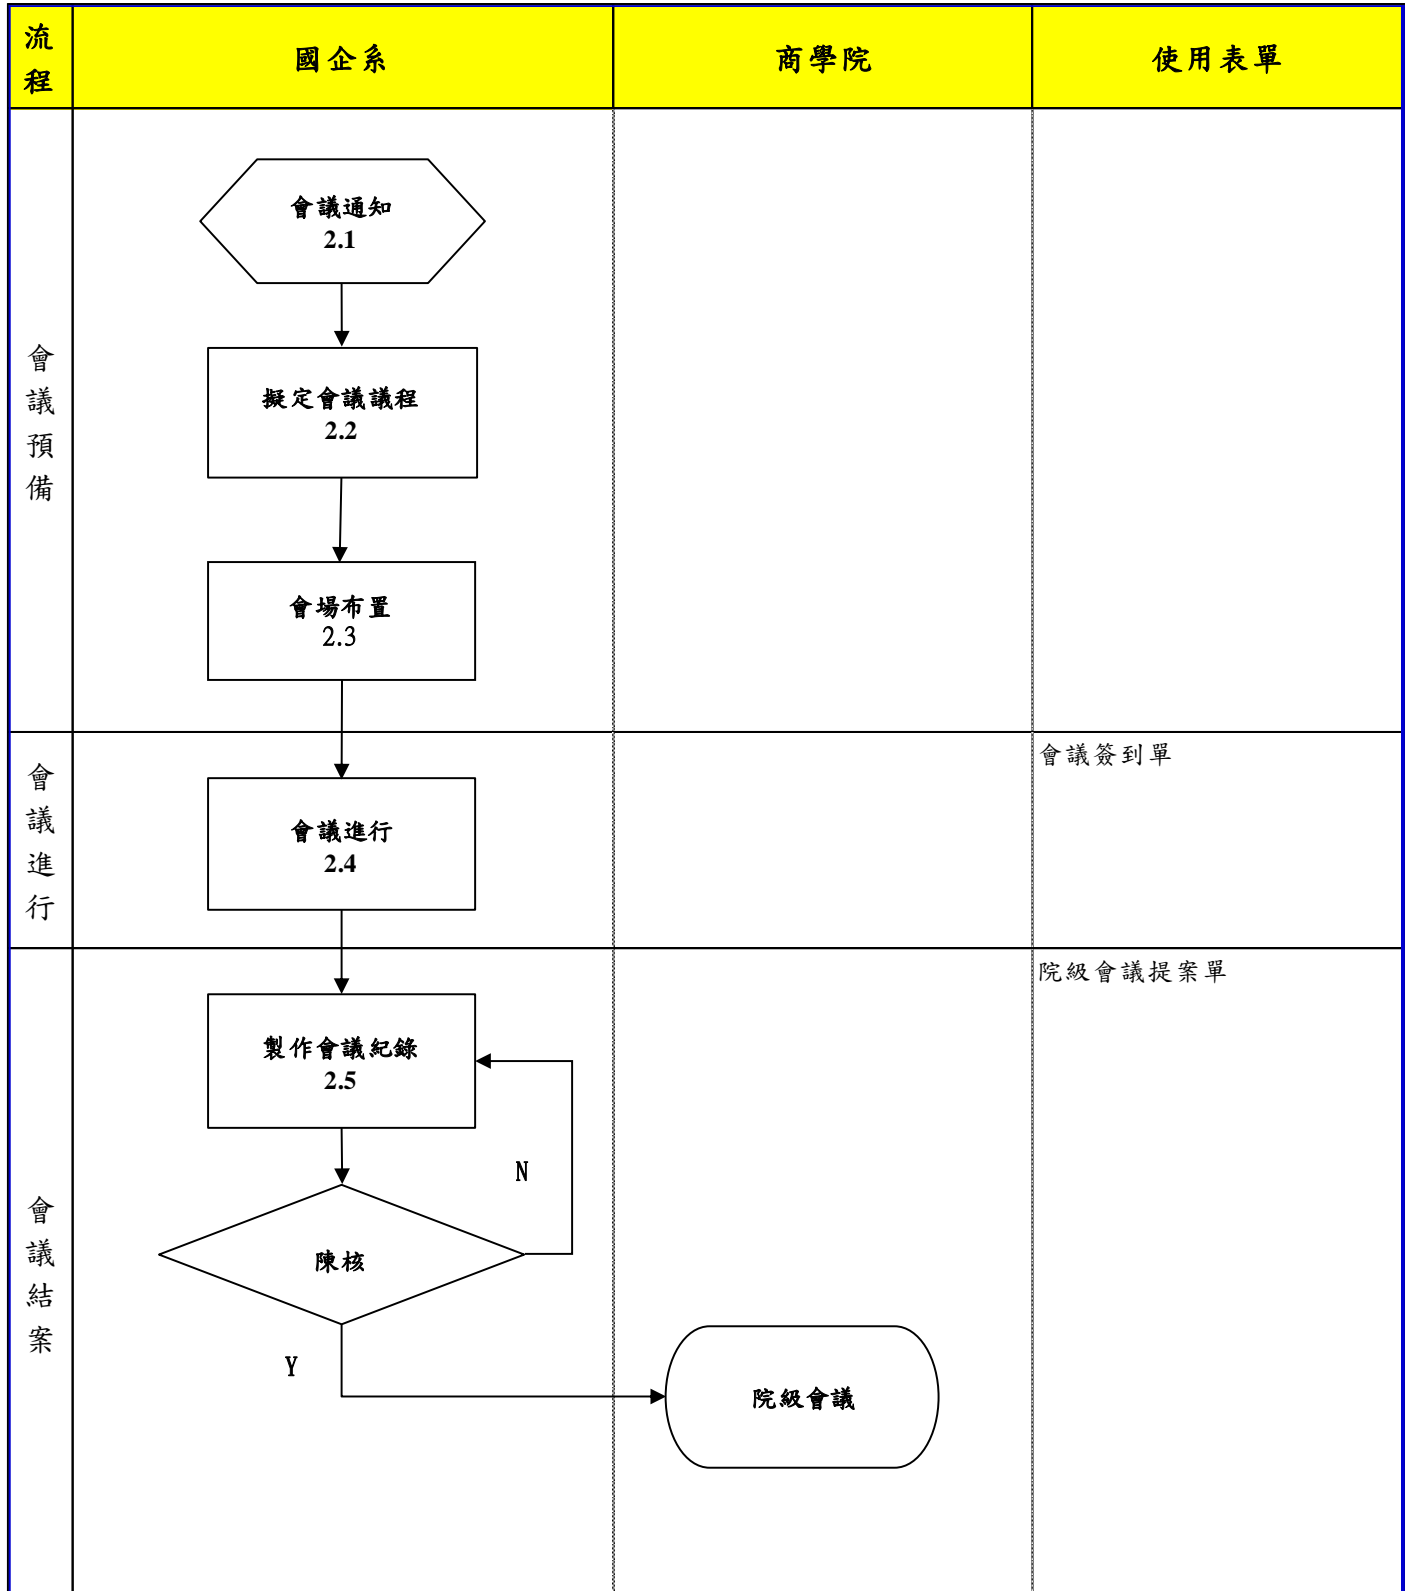 流
程
國企系
商學院
使用表單
會
議
預
備
會議通知
2.1
擬定會議議程
2.2
會場布置
2.3
會
議
進
行
會議進行
2.4
會議簽到單
會
議
結
案
製作會議紀錄
2.5
N
陳核
Y
院級會議
院級會議提案單